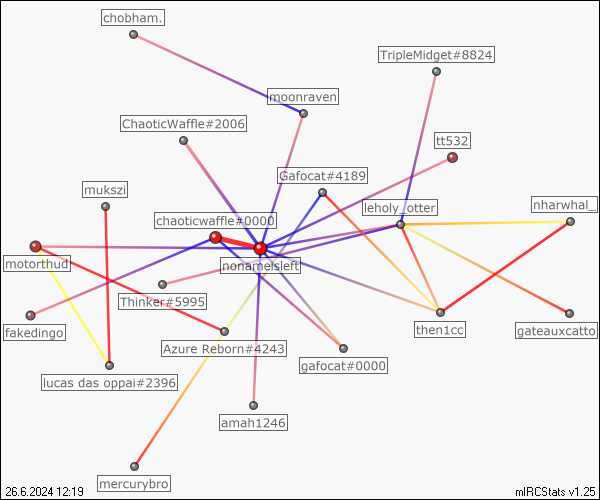 chobham.
TripleMidget#8824
moonraven
ChaoticWaffle#2006
tt532
Gafocat#4189
mukszi
nharwhal_
leholy_otter
chaoticwaffle#0000
motorthud
nonameisleft
Thinker#5995
fakedingo
then1cc
gateauxcatto
Azure Reborn#4243
gafocat#0000
lucas das oppai#2396
amah1246
mercurybro
26.6.2024 12:19
mIRCStats v1.25